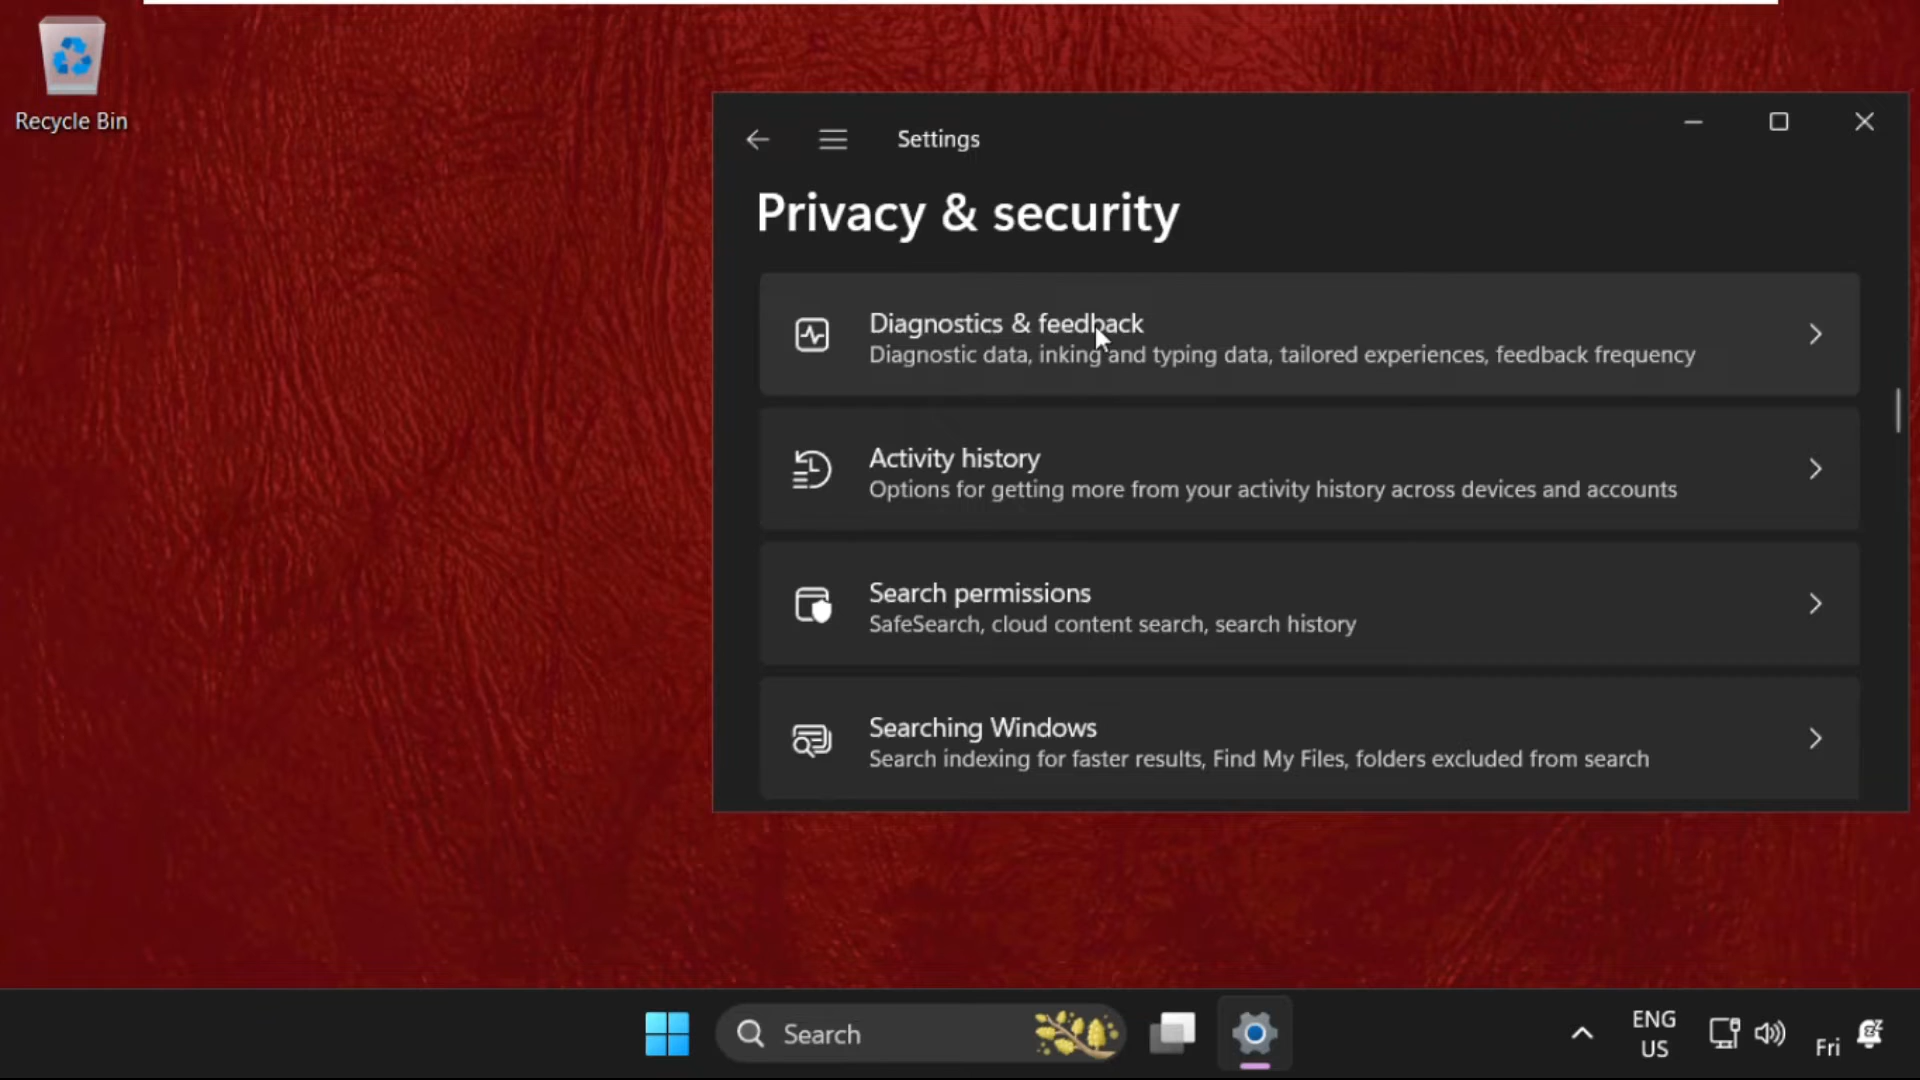 Recycle Bin
Settings
Privacy & security
Diagnostics & feedback
Diagnostic data, inking and typing data, tailored experiences, feedback frequency
Activity history
Options for getting more from your activity history across devices and accounts
Search permissions
SafeSearch, cloud content search, search history
Searching Windows
Search indexing for faster results, Find My Files, folders excluded from search
Search
ENG
US
Fri